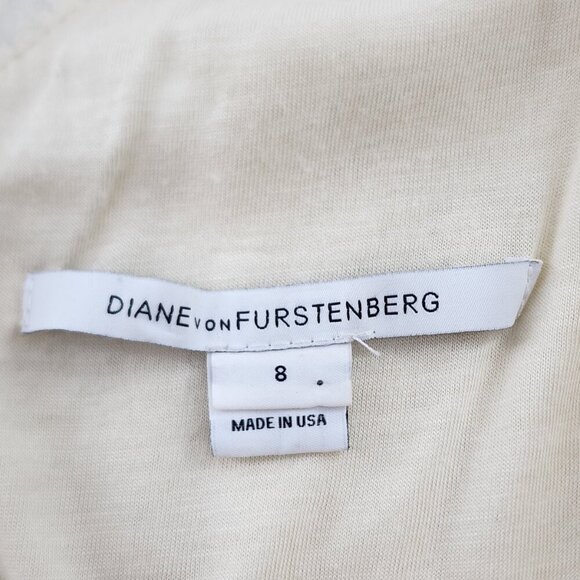 DIANE VON FURSTENBERG
8
MADE IN USA